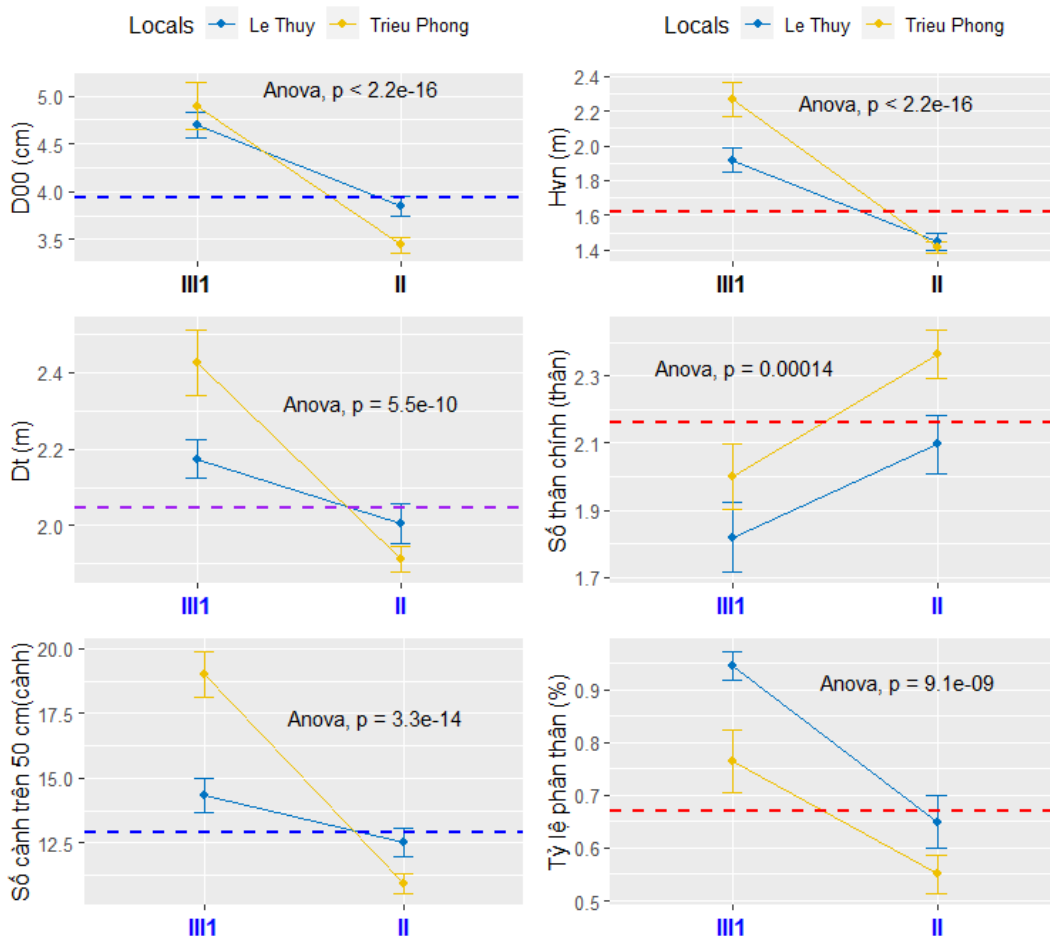 Locals Le Thuy Trieu Phong
Locals Le Thuy Trieu Phong
D00 (cm)
5.0
4.5
4.0
3.5
Anova, p < 2.2e-16
III1 II
Hvn (m)
2.4
2.2
2.0
1.8
1.6
1.4
Anova, p < 2.2e-16
III1 II
Dt (m)
2.4
2.2
2.0
Anova, p = 5.5e-10
III1 II
Số thân chính (thân)
2.3
2.1
1.9
1.7
Anova, p = 0.00014
III1 II
Số cành trên 50 cm(cành)
20.0
17.5
15.0
12.5
Anova, p = 3.3e-14
III1 II
Tỷ lệ phân thân (%)
0.9
0.8
0.7
0.6
0.5
Anova, p = 9.1e-09
III1 II